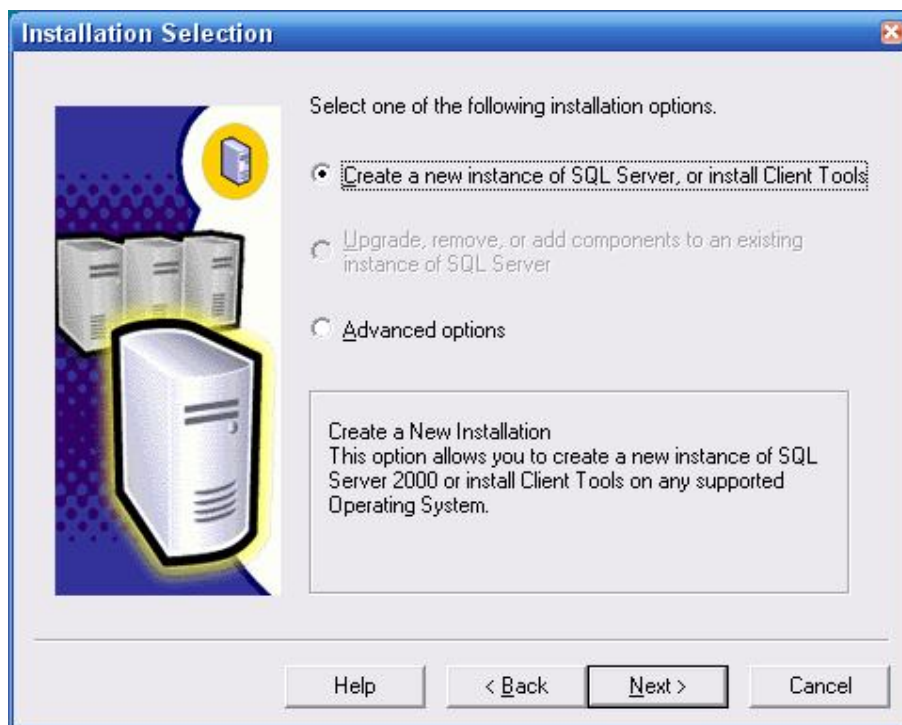 Installation Selection
Select one of the following installation options.
Create a new instance of SQL Server, or install Client Tools
Upgrade, remove, or add components to an existing
instance of SQL Server
Advanced options
Create a New Installation
This option allows you to create a new instance of SQL
Server 2000 or install Client Tools on any supported
Operating System.
Help
< Back
Next >
Cancel